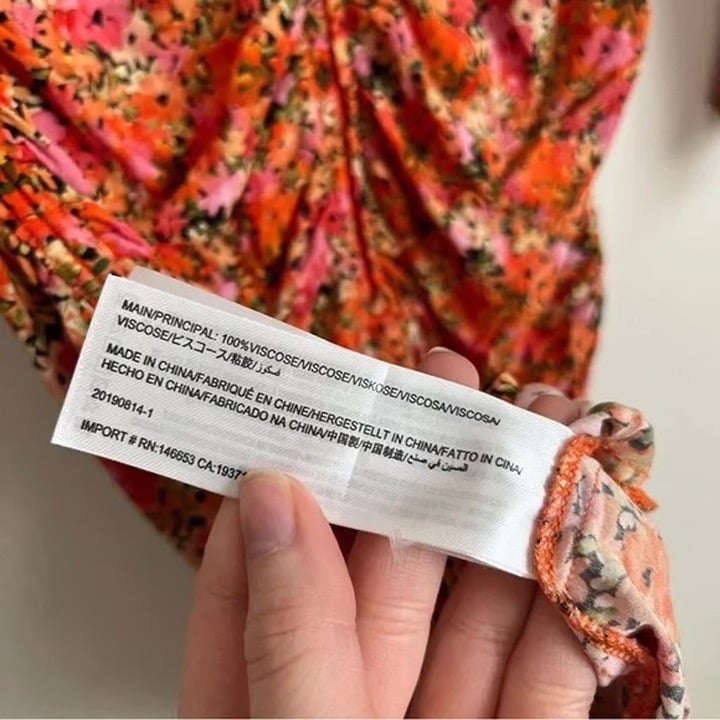 MAIN/PRINCIPAL: 100%VISCOSE/VISCOSE/VISKOSE/VISCOSA/VISCOSA/
VISCOSE/ビスコース/粘胶/فسكوز
MADE IN CHINA/FABRIQUÉ EN CHINE/HERGESTELLT IN CHINA/FATTO IN CINA/
HECHO EN CHINA/FABRICADO NA CHINA/中国製/中国制造/الصين في صنع
20190814-1
IMPORT # RN:146653 CA:1937